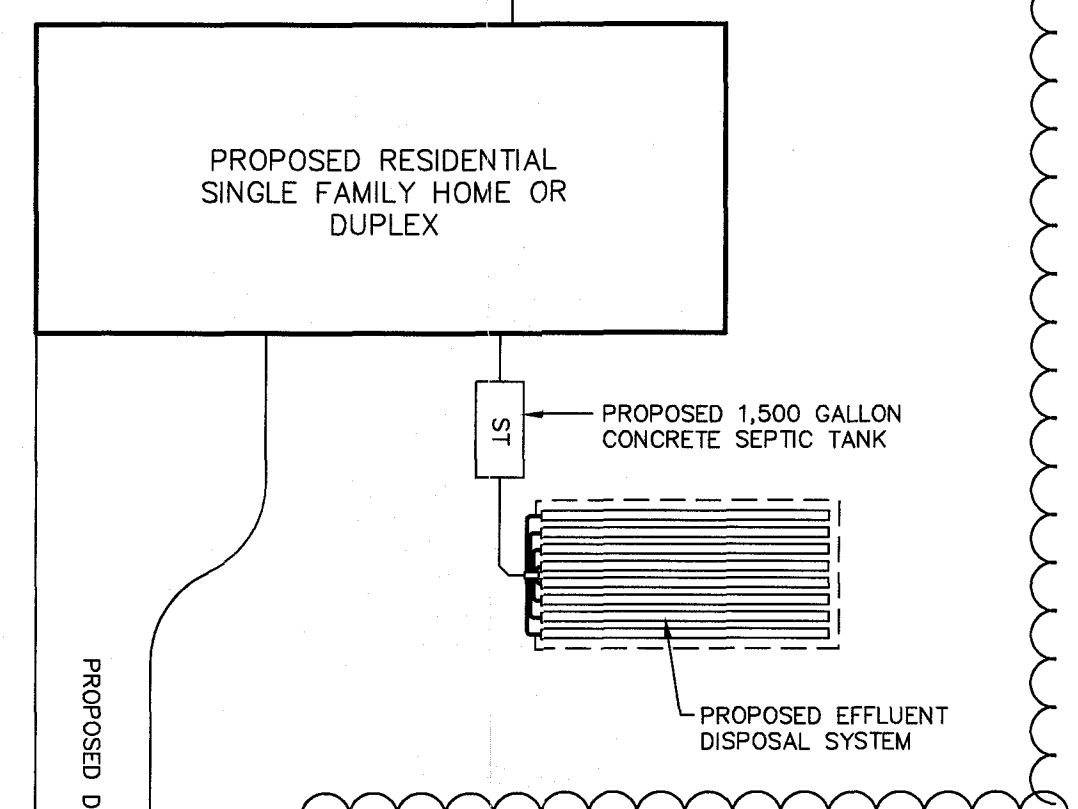 PROPOSED RESIDENTIAL
SINGLE FAMILY HOME OR
DUPLEX
PROPOSED 1,500 GALLON
CONCRETE SEPTIC TANK
ST
PROPOSED EFFLUENT
DISPOSAL SYSTEM
PROPOSED D